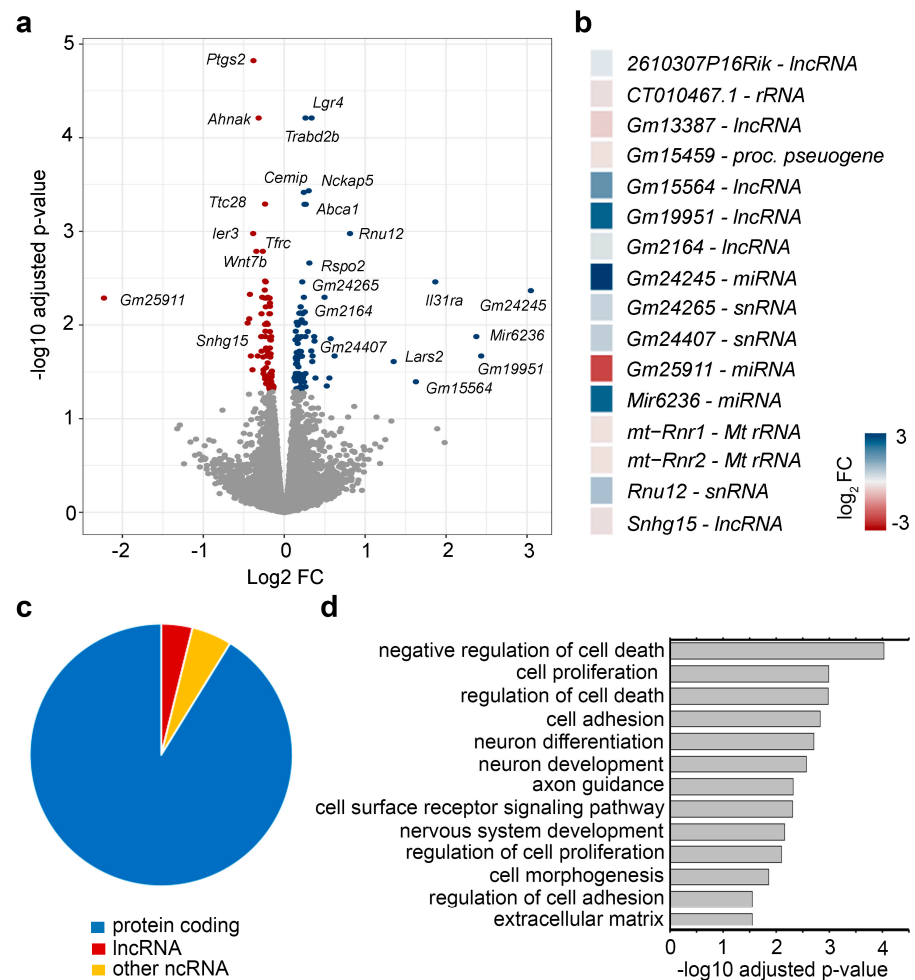 a
5
4
3
2
1
0
-log10 adjusted p-value
Ptgs2
Lgr4
Ahnak
Trabd2b
Cemip
Nckap5
Ttc28
Abca1
Ier3
Tfrc
Rnu12
Wnt7b
Rspo2
Gm24265
Gm25911
Il31ra
Gm24245
Gm2164
Snhg15
Gm24407
Mir6236
Lars2
Gm19951
Gm15564
-2
-1
0
1
2
3
Log2 FC
b
2610307P16Rik - lncRNA
CT010467.1 - rRNA
Gm13387 - lncRNA
Gm15459 - proc. pseuogene
Gm15564 - lncRNA
Gm19951 - lncRNA
Gm2164 - lncRNA
Gm24245 - miRNA
Gm24265 - snRNA
Gm24407 - snRNA
Gm25911 - miRNA
Mir6236 - miRNA
mt−Rnr1 - Mt rRNA
mt−Rnr2 - Mt rRNA
Rnu12 - snRNA
Snhg15 - lncRNA
log2 FC
3
-3
c
protein coding
lncRNA
other ncRNA
d
negative regulation of cell death
cell proliferation
regulation of cell death
cell adhesion
neuron differentiation
neuron development
axon guidance
cell surface receptor signaling pathway
nervous system development
regulation of cell proliferation
cell morphogenesis
regulation of cell adhesion
extracellular matrix
0 1 2 3 4
-log10 adjusted p-value